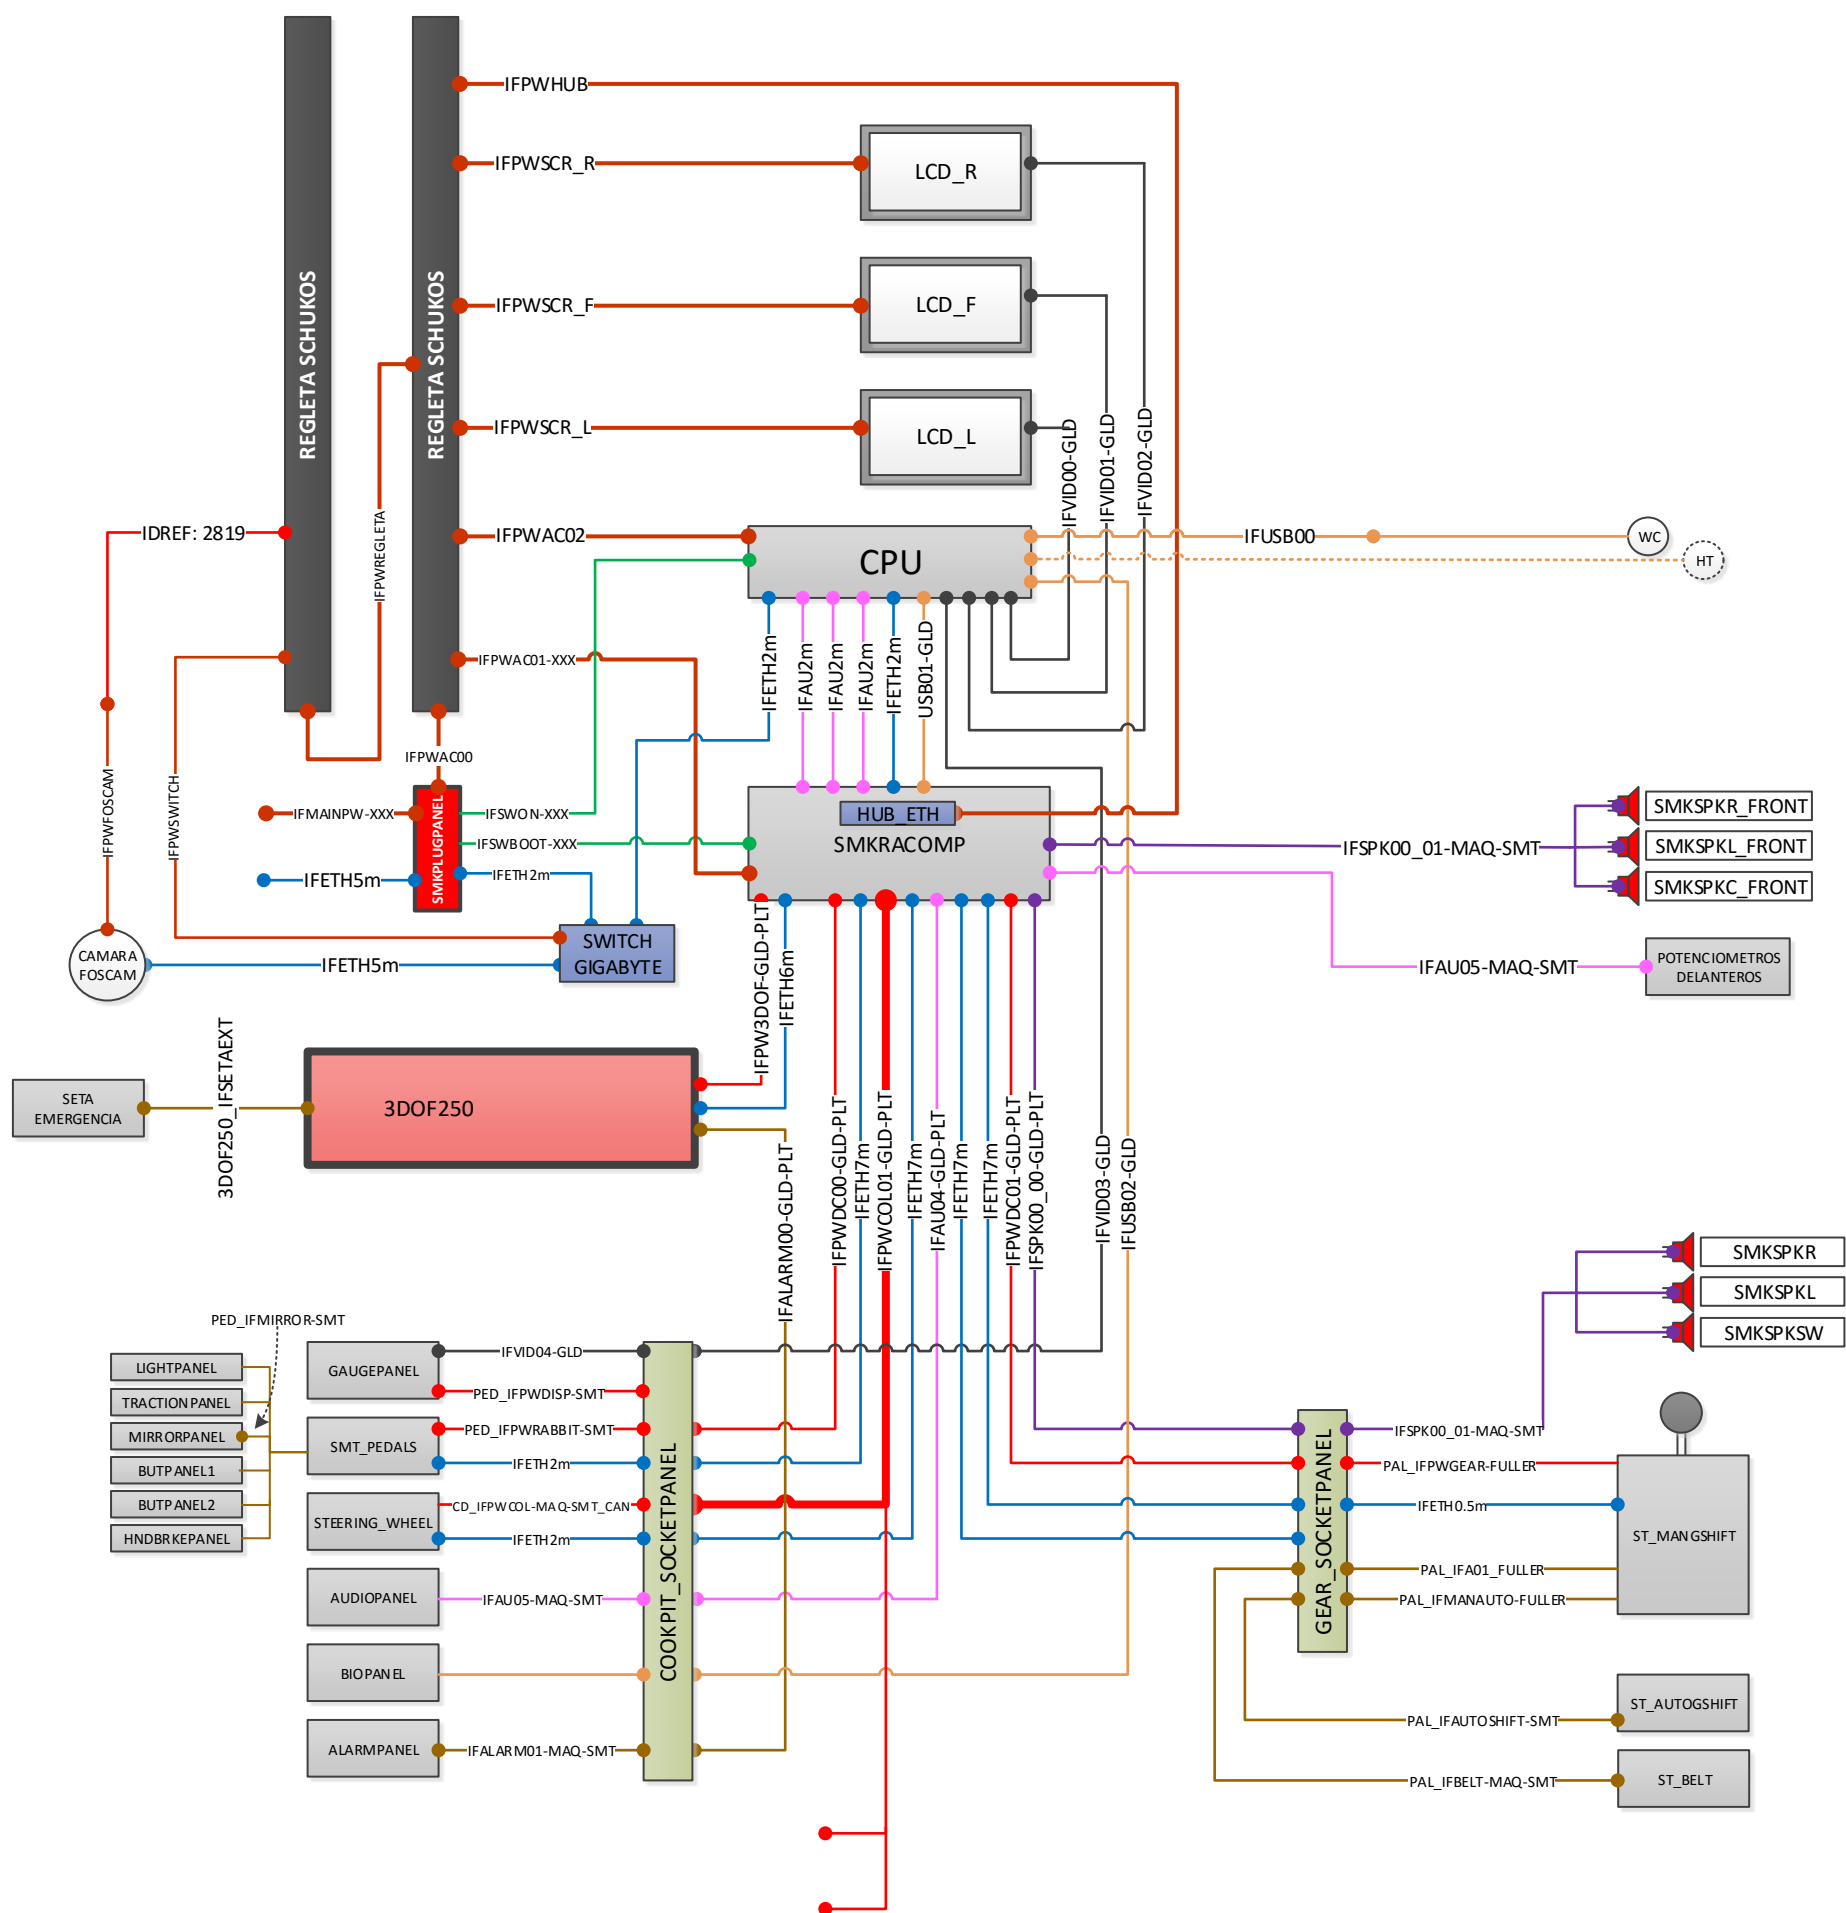 IFPWHUB
IFPWSCR_R
LCD_R
REGLETA SCHUKOS
REGLETA SCHUKOS
IFPWSCR_F
LCD_F
IFPWSCR_L
LCD_L
IFVID00-GLD
IFVID01-GLD
IFVID02-GLD
IDREF: 2819
IFPWREGLETA
IFPWAC02
CPU
IFUSB00
WC
HT
IFPWAC01-XXX
IFETH2m
IFAU2m
IFAU2m
IFAU2m
IFETH2m
USB01-GLD
IFPWAC00
IFPWFOSCAM
IFPWSWITCH
IFMAINPW-XXX
SMKPLUGPANEL
IFSWON-XXX
IFSWBOOT-XXX
IFETH5m
IFETH2m
HUB_ETH
SMKRACOMP
IFSPK00_01-MAQ-SMT
SMKSPKR_FRONT
SMKSPKL_FRONT
SMKSPKC_FRONT
CAMARA
FOSCAM
IFETH5m
SWITCH
GIGABYTE
IFAU05-MAQ-SMT
POTENCIOMETROS
DELANTEROS
IFPW3DOF-GLD-PLT
IFETH6m
SETA
EMERGENCIA
3DOF250_IFSETAEXT
3DOF250
IFALARM00-GLD-PLT
IFPWDC00-GLD-PLT
IFETH7m
IFPWCOL01-GLD-PLT
IFETH7m
IFAU04-GLD-PLT
IFETH7m
IFETH7m
IFPWDC01-GLD-PLT
IFSPK00_00-GLD-PLT
IFVID03-GLD
IFUSB02-GLD
SMKSPKR
SMKSPKL
SMKSPKSW
PED_IFMIRROR-SMT
LIGHTPANEL
TRACTIONPANEL
MIRRORPANEL
BUTPANEL1
BUTPANEL2
HNDBRKEPANEL
GAUGEPANEL
IFVID04-GLD
PED_IFPWDISP-SMT
SMT_PEDALS
PED_IFPWRABBIT-SMT
IFETH2m
STEERING_WHEEL
CD_IFPWCOL-MAQ-SMT_CAN
IFETH2m
AUDIOPANEL
IFAU05-MAQ-SMT
BIOPANEL
ALARMPANEL
IFALARM01-MAQ-SMT
COOKPIT_SOCKETPANEL
GEAR_SOCKETPANEL
IFSPK00_01-MAQ-SMT
PAL_IFPWGEAR-FULLER
IFETH0.5m
ST_MANGSHIFT
PAL_IFA01_FULLER
PAL_IFMANAUTO-FULLER
ST_AUTOGSHIFT
PAL_IFAUTOSHIFT-SMT
PAL_IFBELT-MAQ-SMT
ST_BELT